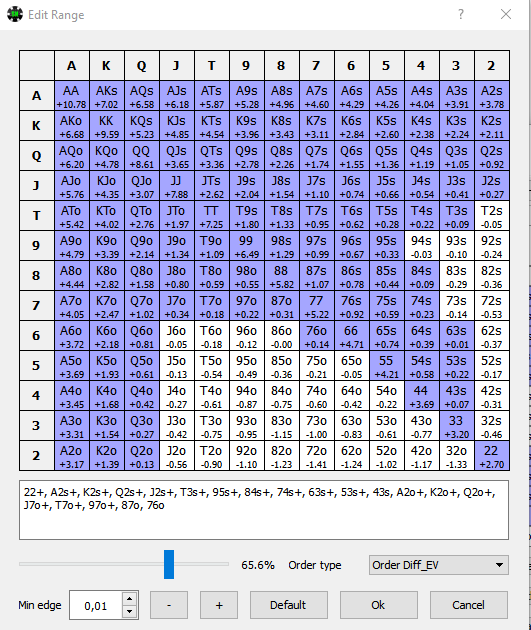 Edit Range ? ×
A K Q J T 9 8 7 6 5 4 3 2
A AA AKs AQs AJs ATs A9s A8s A7s A6s A5s A4s A3s A2s
+10.78 +7.02 +6.58 +6.18 +5.87 +5.28 +4.96 +4.60 +4.29 +4.26 +4.04 +3.91 +3.78
K AKo KK KQs KJs KTs K9s K8s K7s K6s K5s K4s K3s K2s
+6.68 +9.59 +5.23 +4.85 +4.54 +3.96 +3.43 +3.11 +2.84 +2.60 +2.38 +2.24 +2.11
Q AQo KQo QQ QJs QTs Q9s Q8s Q7s Q6s Q5s Q4s Q3s Q2s
+6.20 +4.78 +8.61 +3.65 +3.36 +2.78 +2.26 +1.74 +1.55 +1.36 +1.19 +1.05 +0.92
J AJo KJo QJo JJ JTs J9s J8s J7s J6s J5s J4s J3s J2s
+5.76 +4.35 +3.07 +7.88 +2.62 +2.04 +1.54 +1.10 +0.74 +0.66 +0.54 +0.41 +0.27
T ATo KTo QTo JTo TT T9s T8s T7s T6s T5s T4s T3s T2s
+5.42 +4.02 +2.76 +1.97 +7.25 +1.80 +1.33 +0.95 +0.62 +0.28 +0.22 +0.09 -0.05
9 A9o K9o Q9o J9o T9o 99 98s 97s 96s 95s 94s 93s 92s
+4.79 +3.39 +2.14 +1.34 +1.09 +6.49 +1.29 +0.99 +0.67 +0.33 -0.03 -0.10 -0.24
8 A8o K8o Q8o J8o T8o 98o 88 87s 86s 85s 84s 83s 82s
+4.44 +2.82 +1.58 +0.80 +0.59 +0.55 +5.82 +1.07 +0.78 +0.44 +0.09 -0.29 -0.36
7 A7o K7o Q7o J7o T7o 97o 87o 77 76s 75s 74s 73s 72s
+4.05 +2.47 +1.02 +0.34 +0.18 +0.22 +0.31 +5.22 +0.92 +0.59 +0.23 -0.14 -0.53
6 A6o K6o Q6o J6o T6o 96o 86o 76o 66 65s 64s 63s 62s
+3.72 +2.18 +0.81 -0.05 -0.18 -0.12 -0.00 +0.14 +4.71 +0.74 +0.39 +0.01 -0.37
5 A5o K5o Q5o J5o T5o 95o 85o 75o 65o 55 54s 53s 52s
+3.69 +1.93 +0.61 -0.13 -0.54 -0.49 -0.36 -0.21 -0.05 +4.21 +0.58 +0.22 -0.17
4 A4o K4o Q4o J4o T4o 94o 84o 74o 64o 54o 44 43s 42s
+3.45 +1.68 +0.42 -0.27 -0.61 -0.87 -0.75 -0.60 -0.42 -0.22 +3.69 +0.07 -0.31
3 A3o K3o Q3o J3o T3o 93o 83o 73o 63o 53o 43o 33 32s
+3.31 +1.54 +0.27 -0.42 -0.75 -0.95 -1.15 -1.00 -0.83 -0.61 -0.77 +3.20 -0.46
2 A2o K2o Q2o J2o T2o 92o 82o 72o 62o 52o 42o 32o 22
+3.17 +1.39 +0.13 -0.56 -0.90 -1.10 -1.23 -1.41 -1.24 -1.02 -1.17 -1.33 +2.70
22+, A2s+, K2s+, Q2s+, J2s+, T3s+, 95s+, 84s+, 74s+, 63s+, 53s+, 43s, A2o+, K2o+, Q2o+,
J7o+, T7o+, 97o+, 87o, 76o
65.6% Order type Order Diff_EV
Min edge 0,01 - + Default Ok Cancel